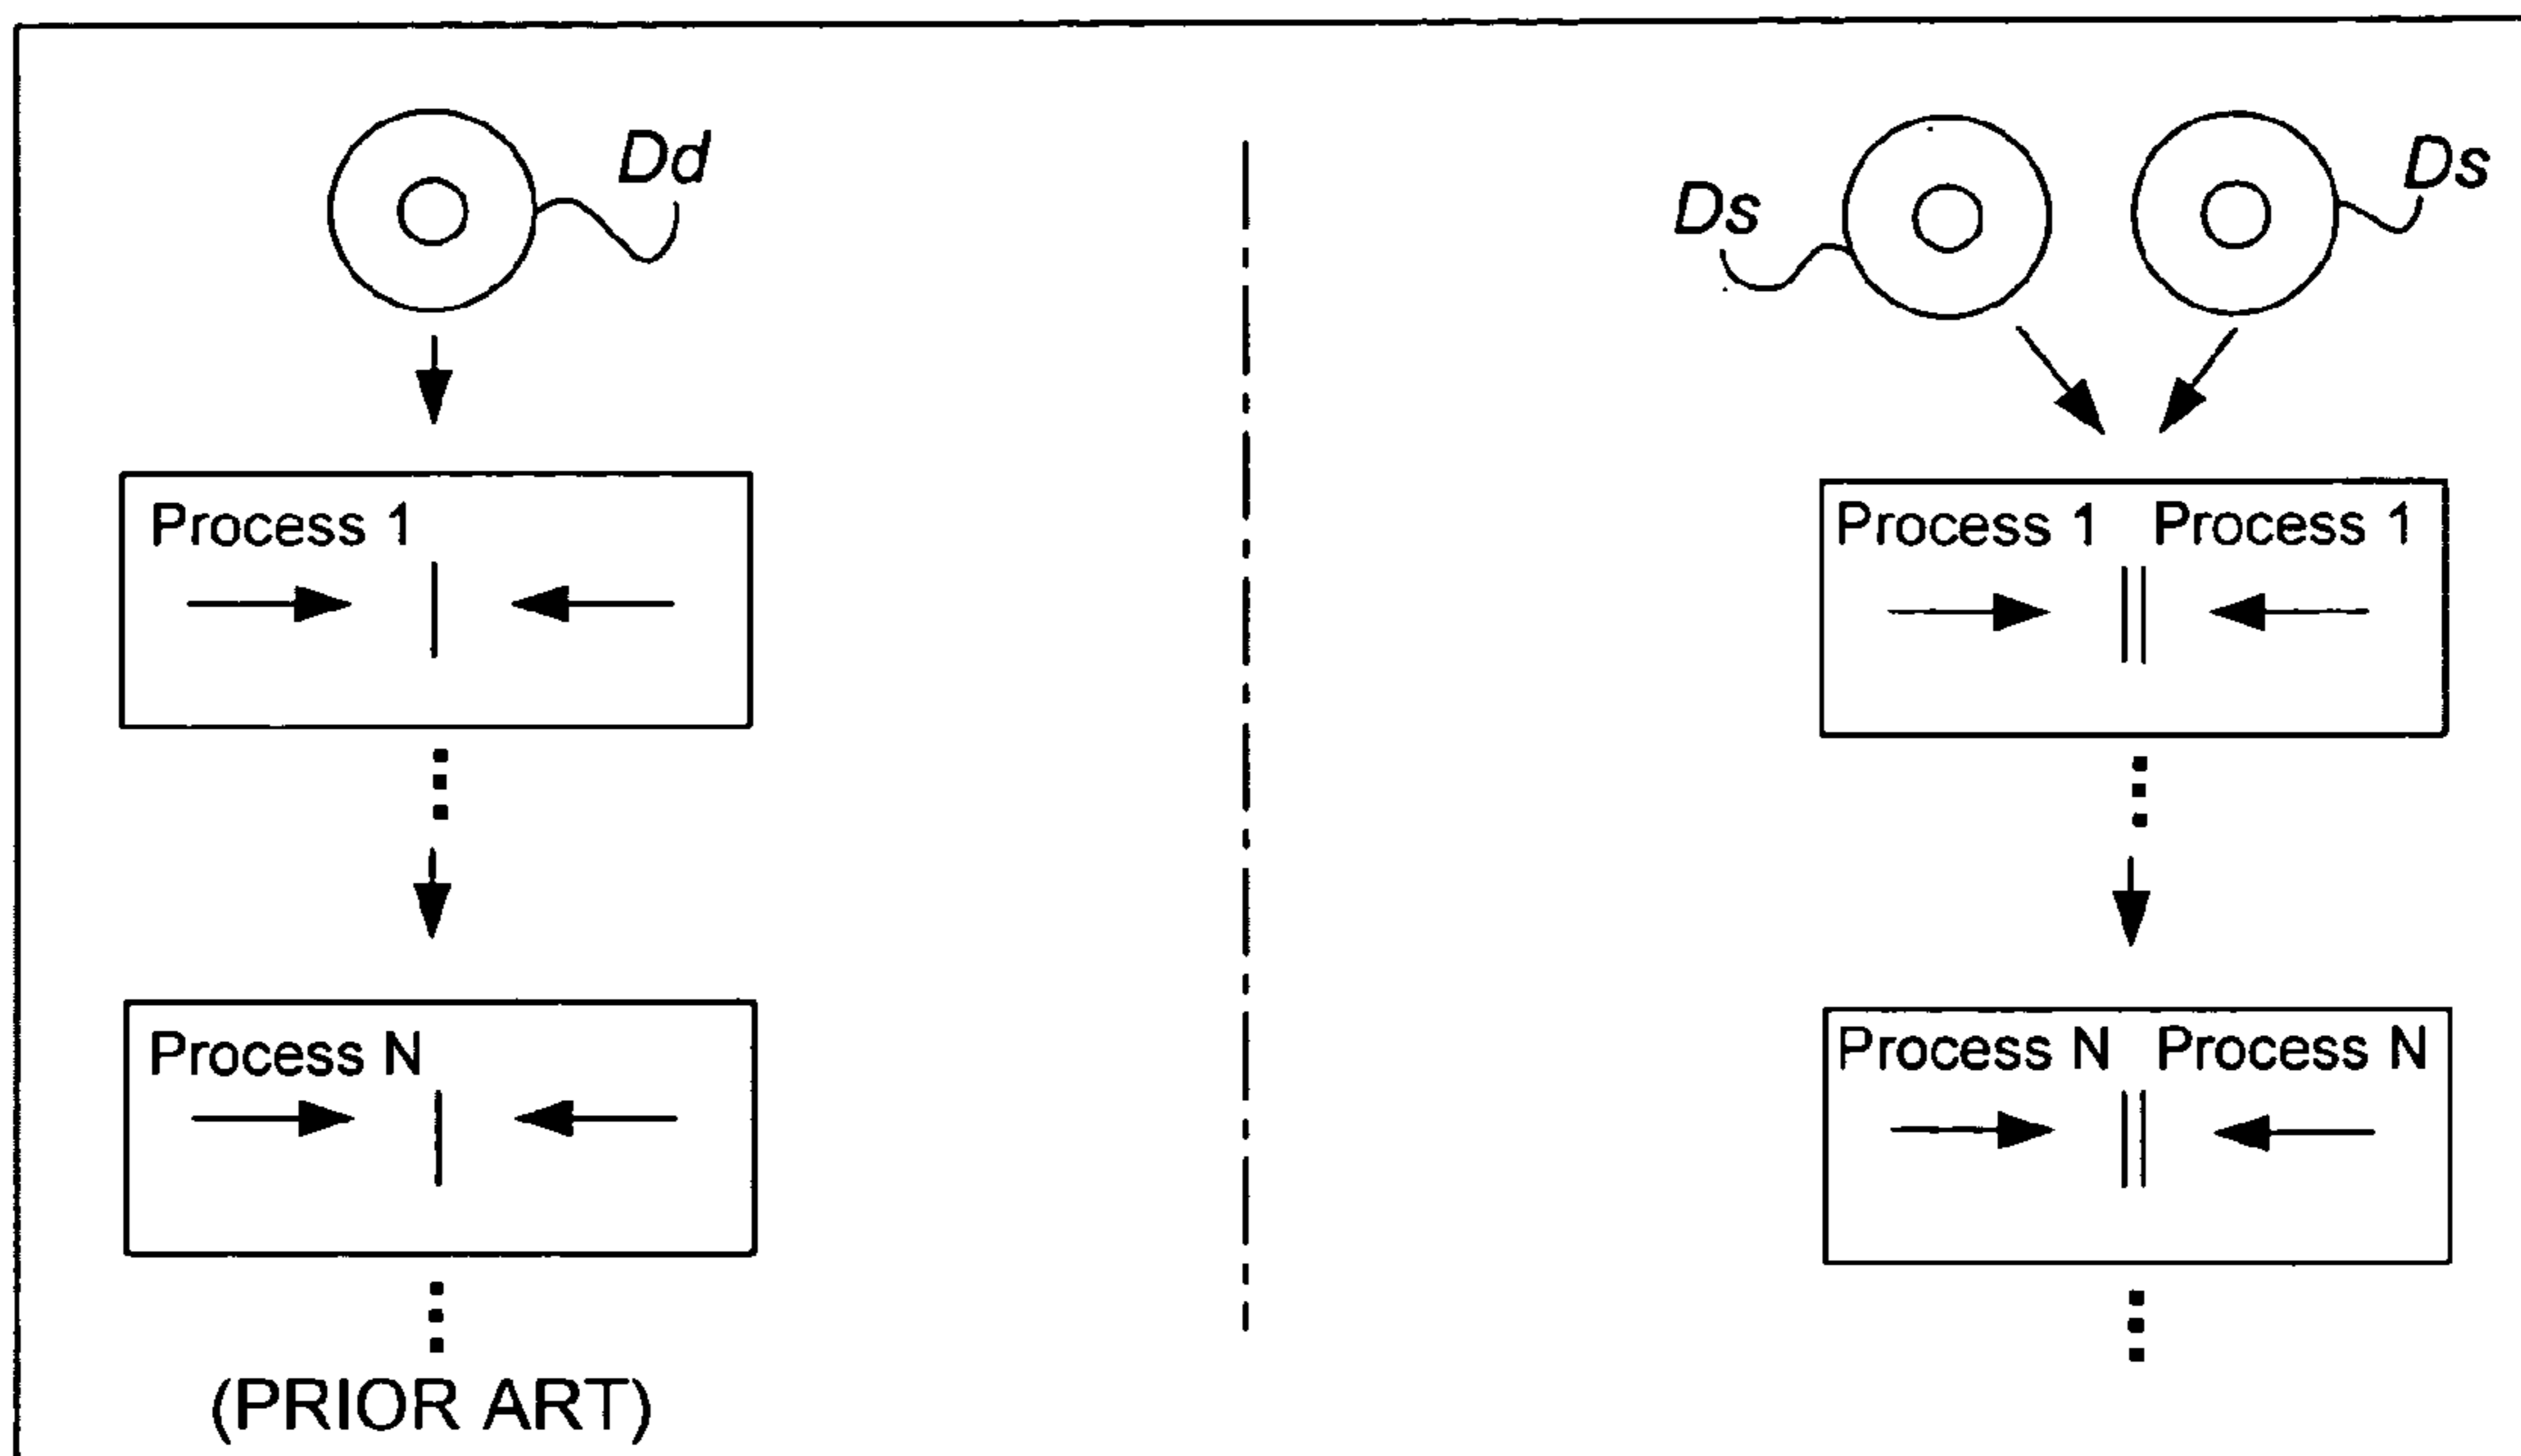 Dd
Process 1
Process N
(PRIOR ART)
Ds
Ds
Process 1 Process 1
Process N Process N